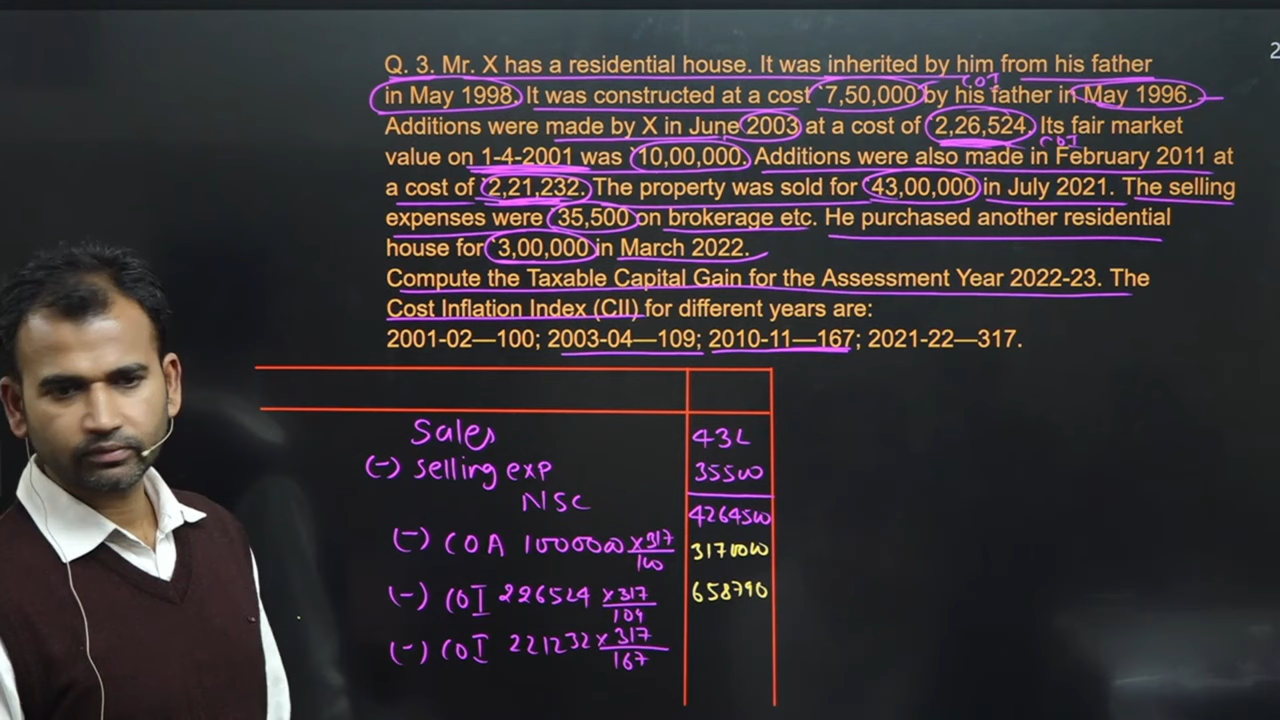 2
Q. 3. Mr. X has a residential house. It was inherited by him from his father
in May 1998. It was constructed at a cost `7,50,000 by his father in May 1996.
COI
Additions were made by X in June 2003 at a cost of `2,26,524. Its fair market
COI
value on 1-4-2001 was `10,00,000. Additions were also made in February 2011 at
a cost of `2,21,232. The property was sold for `43,00,000 in July 2021. The selling
expenses were `35,500 on brokerage etc. He purchased another residential
house for `3,00,000 in March 2022.
Compute the Taxable Capital Gain for the Assessment Year 2022-23. The
Cost Inflation Index (CII) for different years are:
2001-02—100; 2003-04—109; 2010-11—167; 2021-22—317.
Sales 43L
(-) Selling exp 35500
NSC 4264500
(-) COA 1000000 x 317/100 3170000
(-) COI 226524 x 317/109 658790
(-) COI 221232 x 317/167